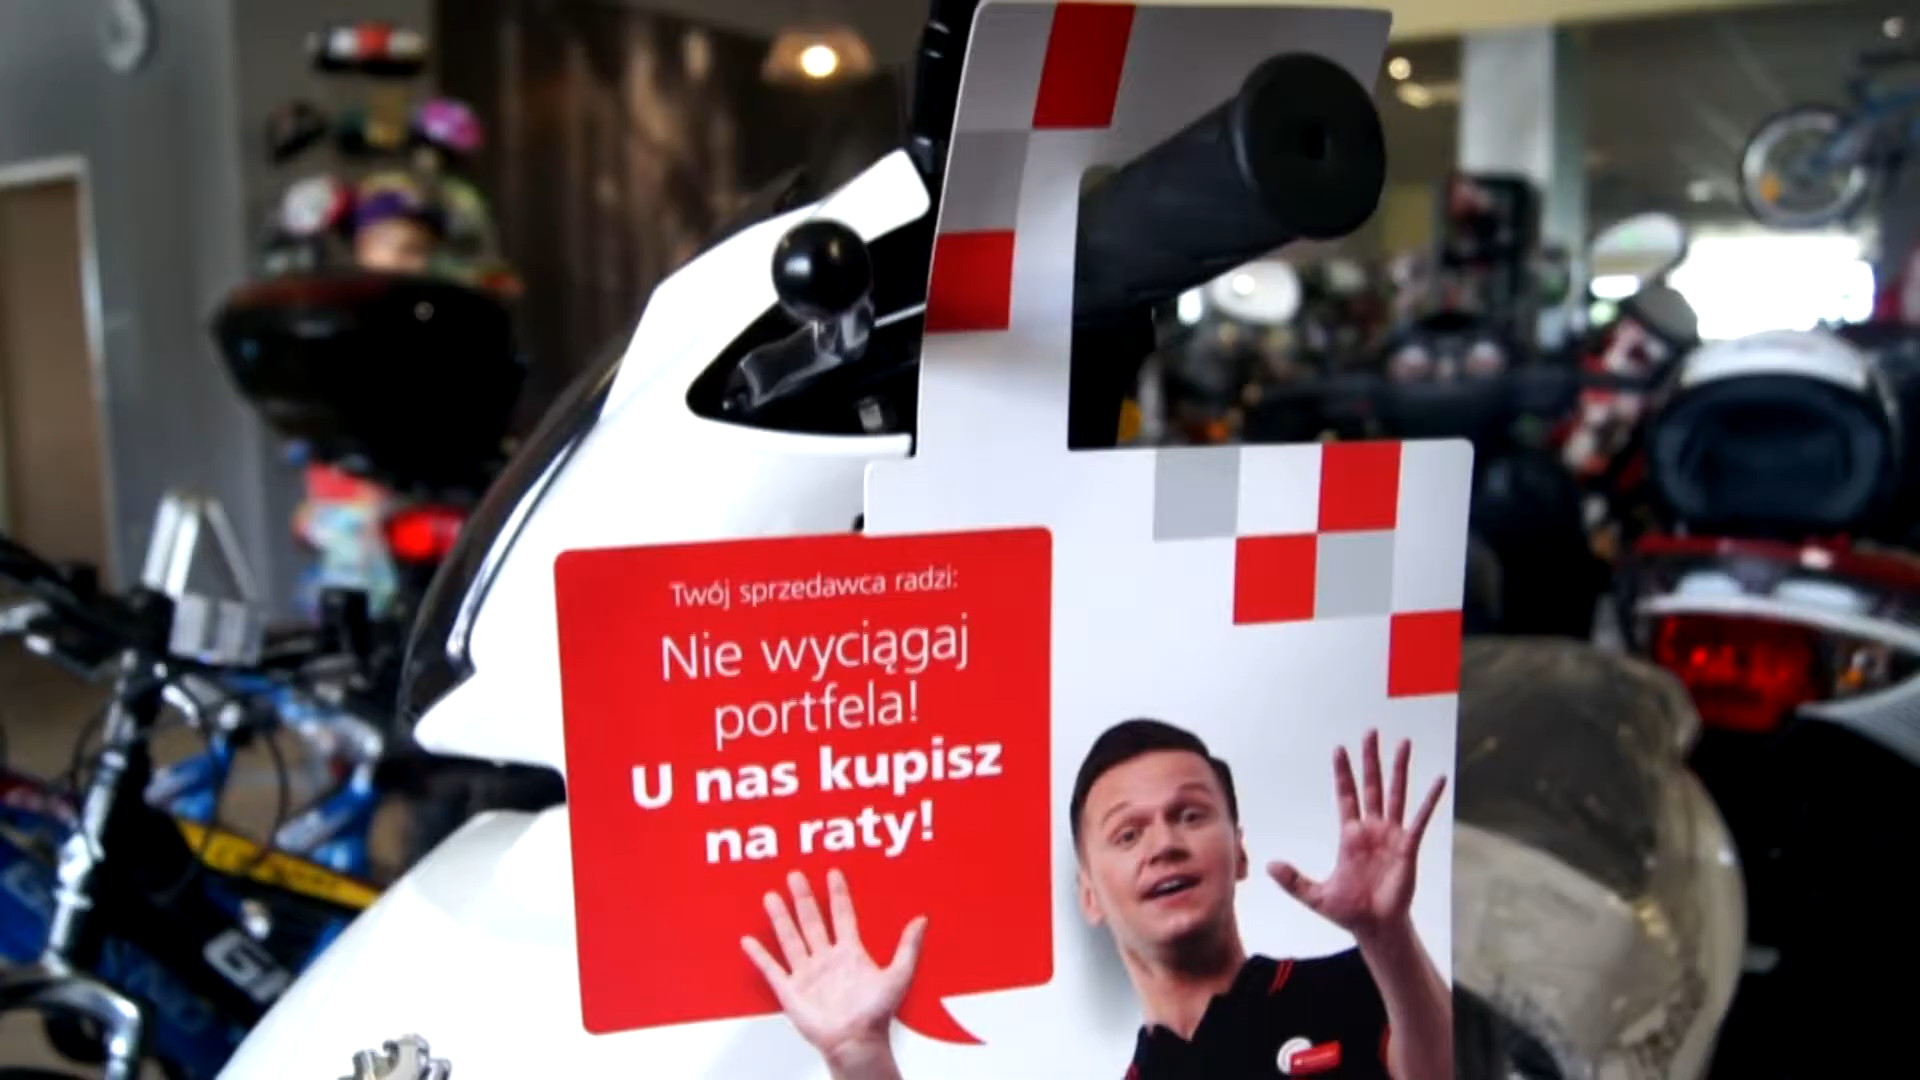 Twój sprzedawca radzi:
Nie wyciągaj
portfela!
U nas kupisz
na raty!